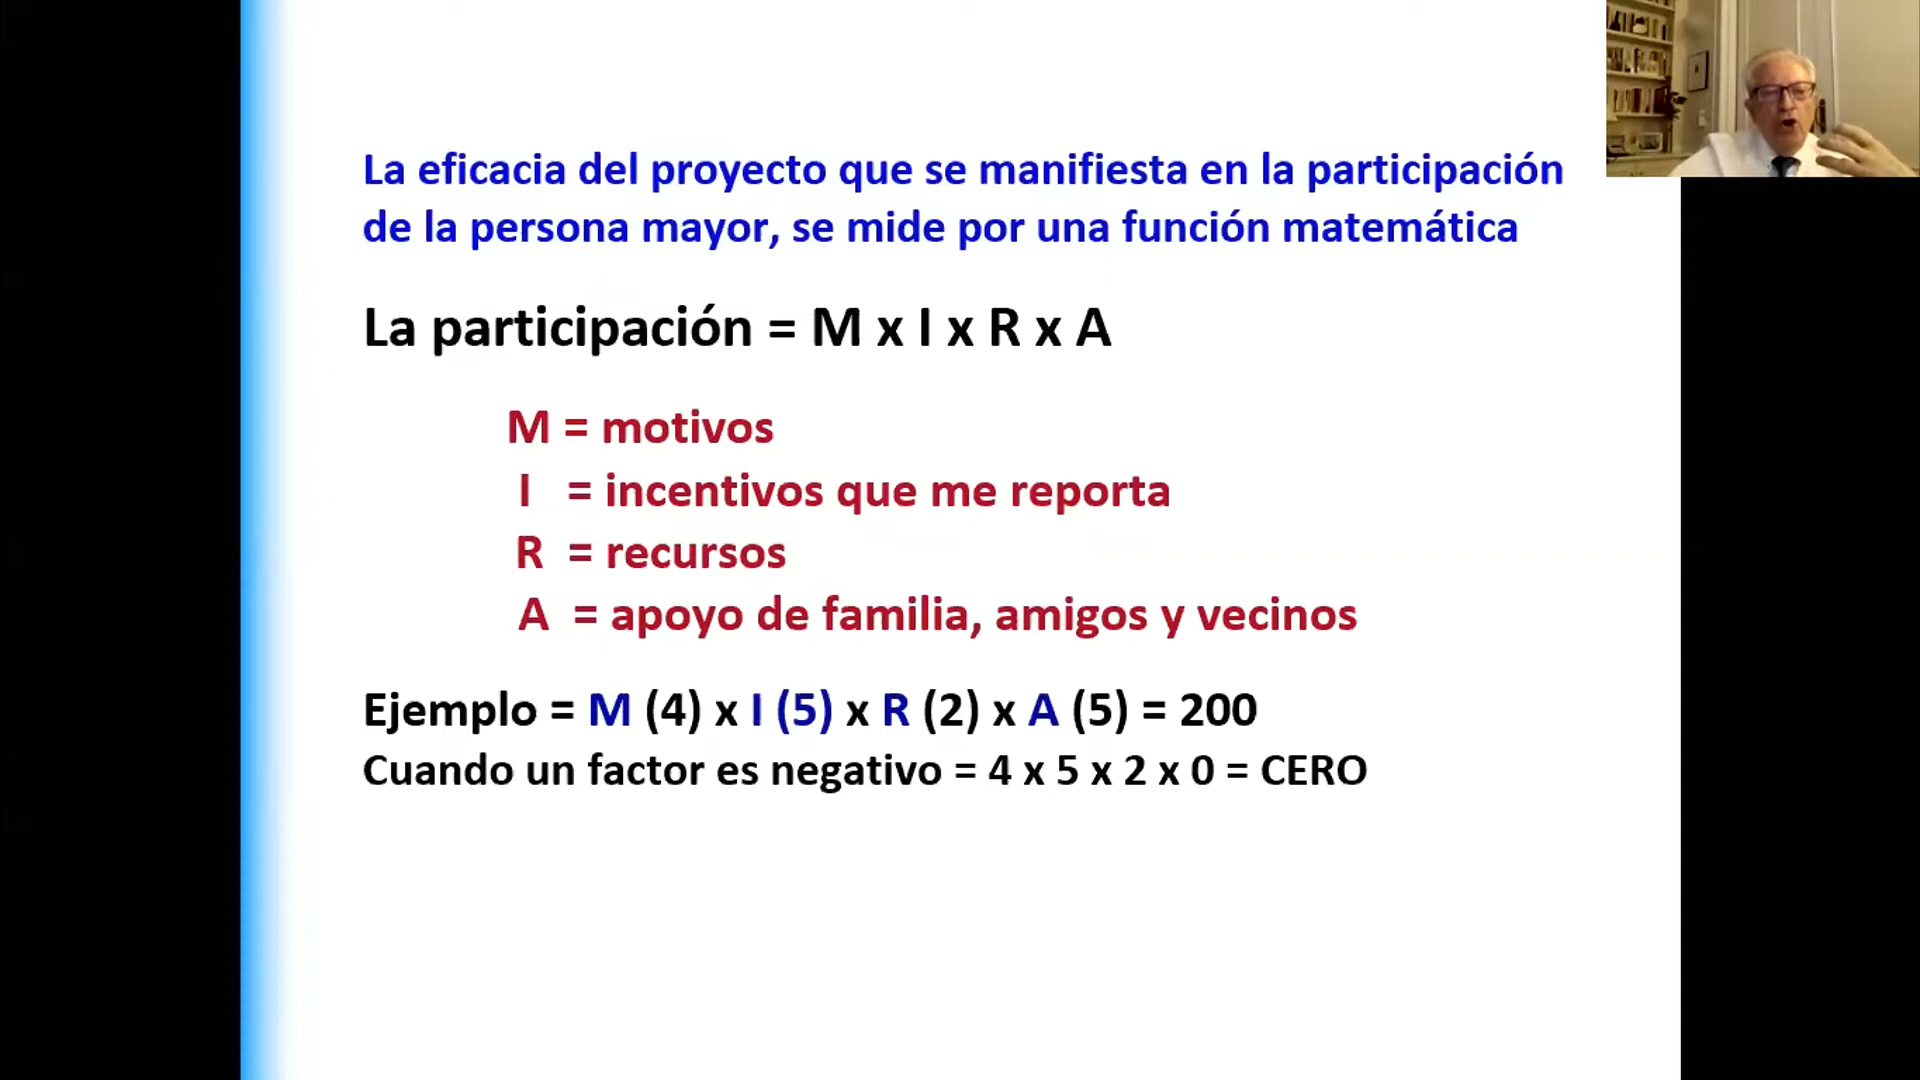 La eficacia del proyecto que se manifiesta en la participación
de la persona mayor, se mide por una función matemática
La participación = M x I x R x A
M = motivos
I = incentivos que me reporta
R = recursos
A = apoyo de familia, amigos y vecinos
Ejemplo = M (4) x I (5) x R (2) x A (5) = 200
Cuando un factor es negativo = 4 x 5 x 2 x 0 = CERO